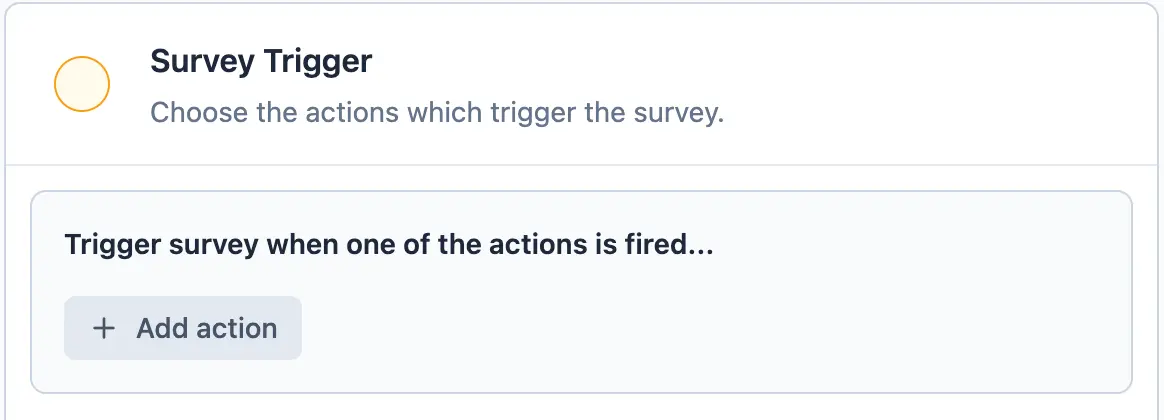 Survey Trigger
Choose the actions which trigger the survey.
Trigger survey when one of the actions is fired...
+ Add action